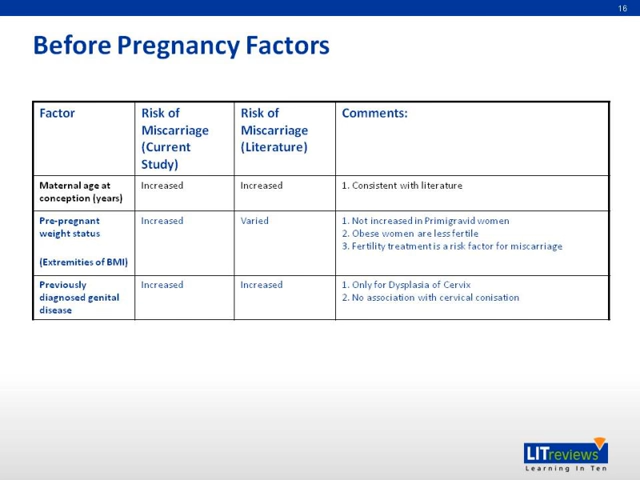 16
Before Pregnancy Factors
Factor
Risk of
Miscarriage
(Current
Study)
Risk of
Miscarriage
(Literature)
Comments:
Maternal age at
conception (years)
Increased
Increased
1. Consistent with literature
Pre-pregnant
weight status
(Extremities of BMI)
Increased
Varied
1. Not increased in Primigravid women
2. Obese women are less fertile
3. Fertility treatment is a risk factor for miscarriage
Previously
diagnosed genital
disease
Increased
Increased
1. Only for Dysplasia of Cervix
2. No association with cervical conisation
LITreviews
Learning In Ten